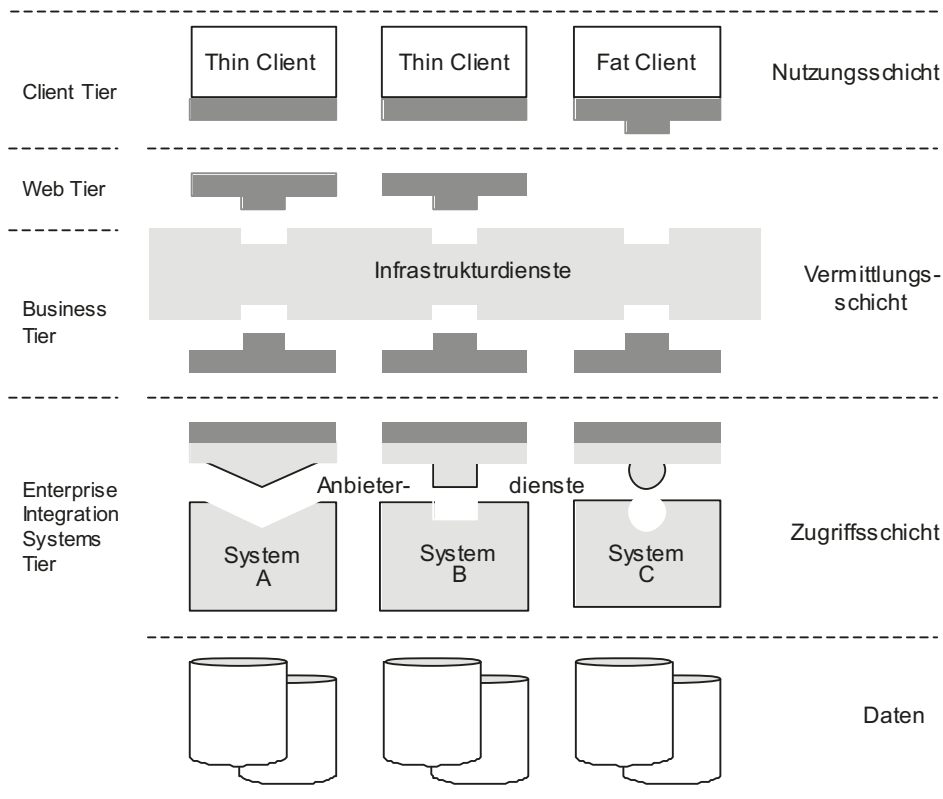 Thin Client
Thin Client
Fat Client
Nutzungsschicht
Client Tier
Web Tier
Infrastrukturdienste
Vermittlungs-
schicht
Business
Tier
Anbieter-
dienste
Enterprise
Integration
Systems
Tier
System
A
System
B
System
C
Zugriffsschicht
Daten